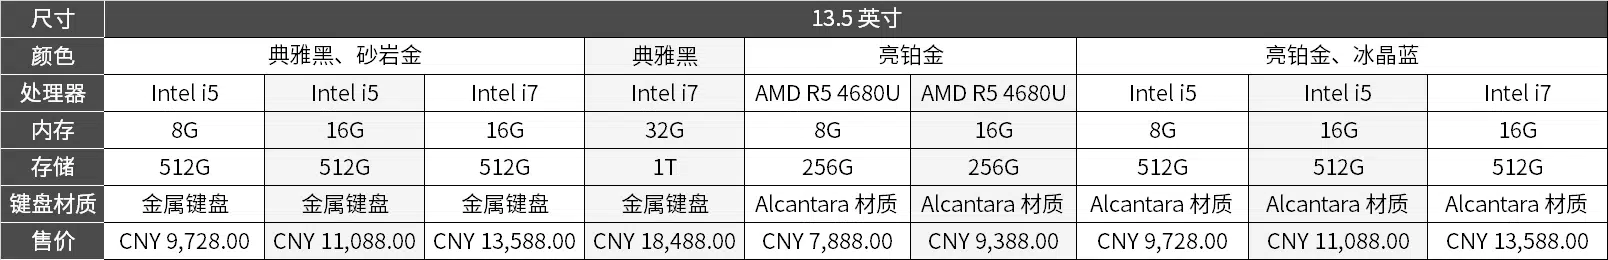 尺寸 13.5 英寸
颜色 典雅黑、砂岩金 典雅黑 亮铂金 亮铂金、冰晶蓝
处理器 Intel i5 Intel i5 Intel i7 Intel i7 AMD R5 4680U AMD R5 4680U Intel i5 Intel i5 Intel i7
内存 8G 16G 16G 32G 8G 16G 8G 16G 16G
存储 512G 512G 512G 1T 256G 256G 512G 512G 512G
键盘材质 金属键盘 金属键盘 金属键盘 金属键盘 Alcantara 材质 Alcantara 材质 Alcantara 材质 Alcantara 材质 Alcantara 材质
售价 CNY 9,728.00 CNY 11,088.00 CNY 13,588.00 CNY 18,488.00 CNY 7,888.00 CNY 9,388.00 CNY 9,728.00 CNY 11,088.00 CNY 13,588.00